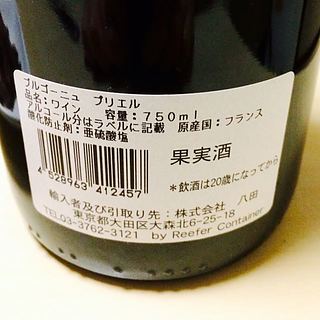 ブルゴーニュ　プリエル
品名：ワイン　容量：750ml
アルコール分はラベルに記載　原産国：フランス
酸化防止剤：亜硫酸塩
果実酒
4 528963 412457
＊飲酒は20歳になってから
輸入者及び引取り先：株式会社　八田
東京都大田区大森北6-25-18
TEL03-3762-3121　by Reefer Container